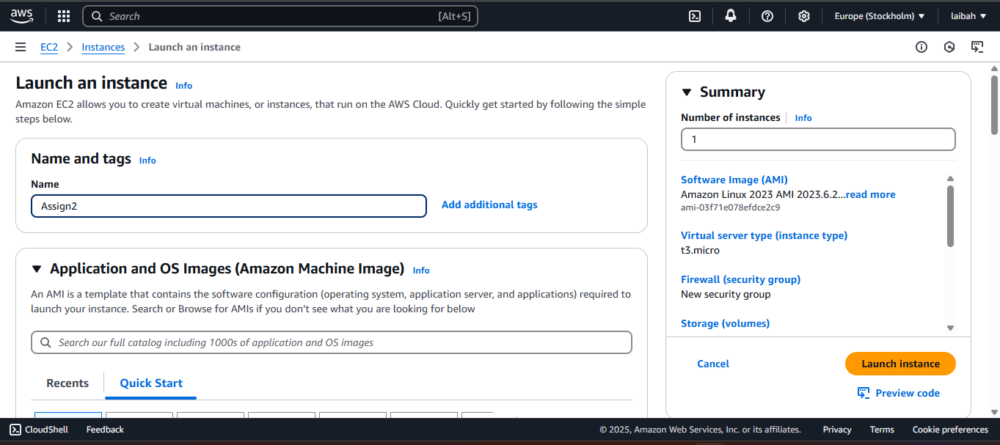 aws
Search [Alt+S]
Europe (Stockholm)
laibah
EC2
Instances
Launch an instance
Launch an instance Info
Amazon EC2 allows you to create virtual machines, or instances, that run on the AWS Cloud. Quickly get started by following the simple
steps below.
Name and tags Info
Name
Assign2
Add additional tags
Application and OS Images (Amazon Machine Image) Info
An AMI is a template that contains the software configuration (operating system, application server, and applications) required to
launch your instance. Search or Browse for AMIs if you don't see what you are looking for below
Search our full catalog including 1000s of application and OS images
Recents
Quick Start
Summary
Number of instances Info
1
Software Image (AMI)
Amazon Linux 2023 AMI 2023.6.2...read more
ami-03f71e078efdce2c9
Virtual server type (instance type)
t3.micro
Firewall (security group)
New security group
Storage (volumes)
Cancel
Launch instance
Preview code
CloudShell
Feedback
© 2025, Amazon Web Services, Inc. or its affiliates.
Privacy
Terms
Cookie preferences